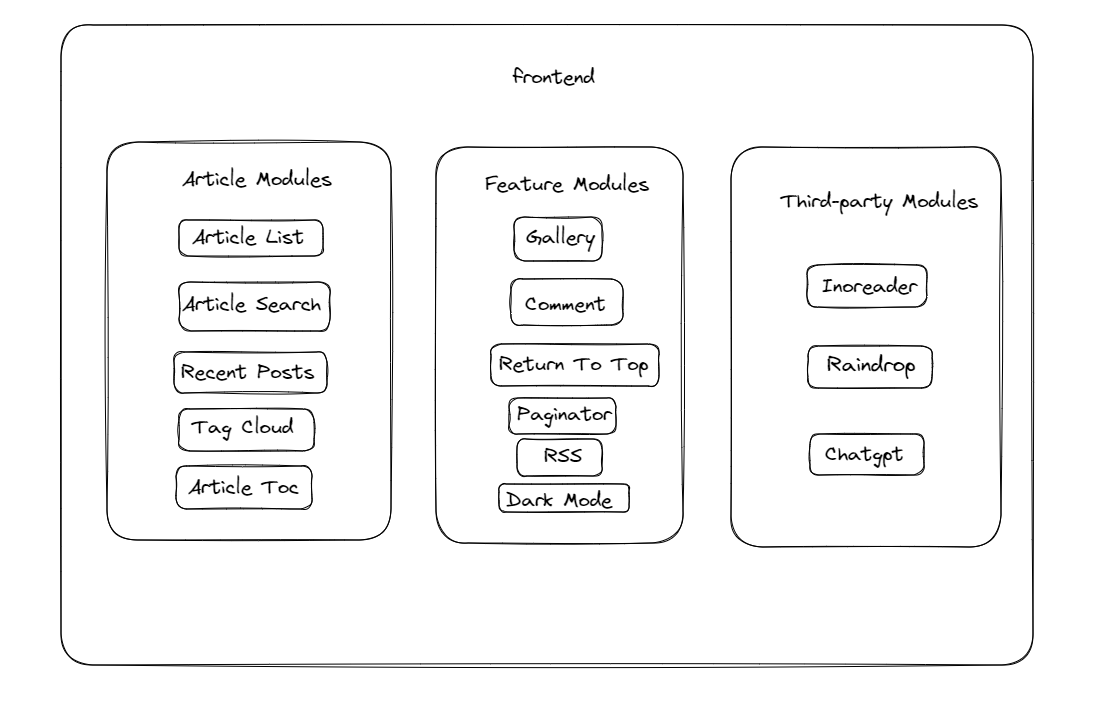 frontend
Article Modules
Article List
Article Search
Recent Posts
Tag Cloud
Article Toc
Feature Modules
Gallery
Comment
Return To Top
Paginator
RSS
Dark Mode
Third-party Modules
Inoreader
Raindrop
Chatgpt